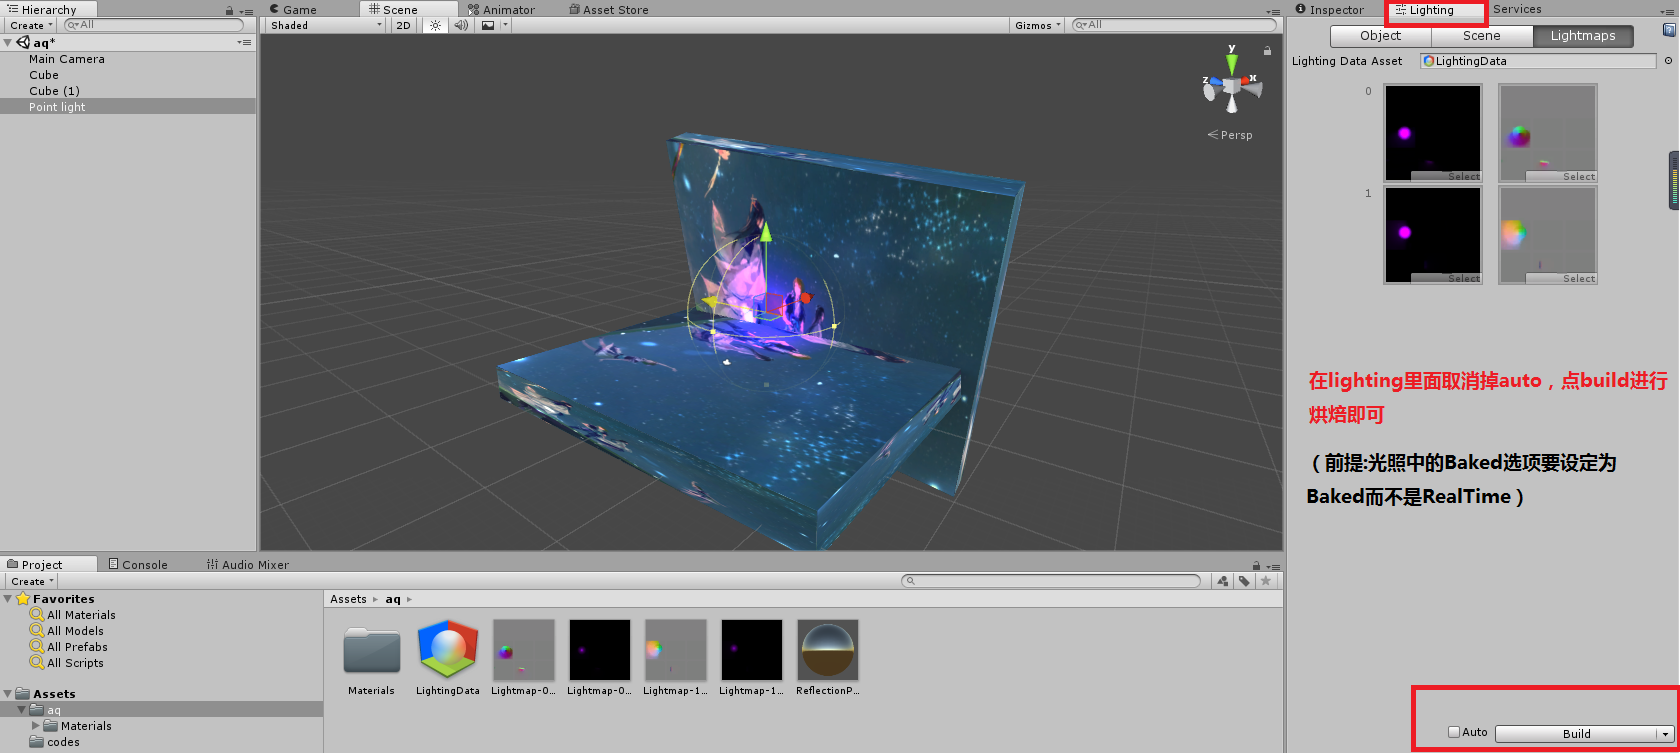 Hierarchy
Create
All
aq*
Main Camera
Cube
Cube (1)
Point light
Game
Scene
Animator
Asset Store
Shaded
2D
Gizmos
All
y
z
x
Persp
Inspector
Lighting
Services
Object
Scene
Lightmaps
Lighting Data Asset
LightingData
0
Select
Select
1
Select
Select
在lighting里面取消掉auto，点build进行
烘焙即可
（前提:光照中的Baked选项要设定为
Baked而不是RealTime）
Auto
Build
Project
Console
Audio Mixer
Create
Favorites
All Materials
All Models
All Prefabs
All Scripts
Assets
aq
Materials
codes
Assets
aq
Materials
LightingData
Lightmap-0...
Lightmap-0...
Lightmap-1...
Lightmap-1...
ReflectionP...